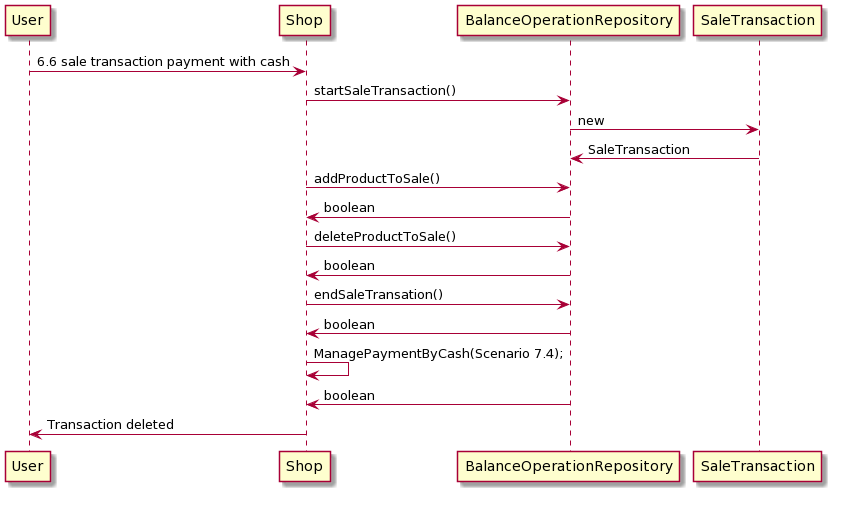 User Shop BalanceOperationRepository SaleTransaction
6.6 sale transaction payment with cash
startSaleTransaction()
new
SaleTransaction
addProductToSale()
boolean
deleteProductToSale()
boolean
endSaleTransation()
boolean
ManagePaymentByCash(Scenario 7.4);
boolean
Transaction deleted
User Shop BalanceOperationRepository SaleTransaction